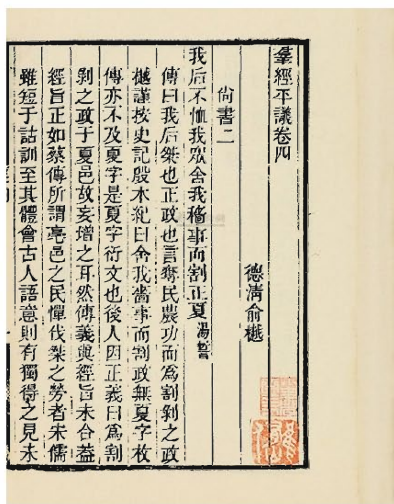 羣經平議卷四
德清俞樾
尙書二
我后不恤我眾舍我穡事而割正夏 湯誓
傳曰我后桀也正政也言奪民農功而爲割剝之政
樾謹按史記殷本紀曰舍我嗇事而割政無夏字枚
傳亦不及夏字是夏字衍文也後人因正義曰爲割
剝之政于夏邑故妄增之耳然傳義與經旨未合蓋
經旨正如蔡傳所謂亳邑之民憚伐桀之勞者宋儒
雖短于詁訓至其體會古人語意則有獨得之見未